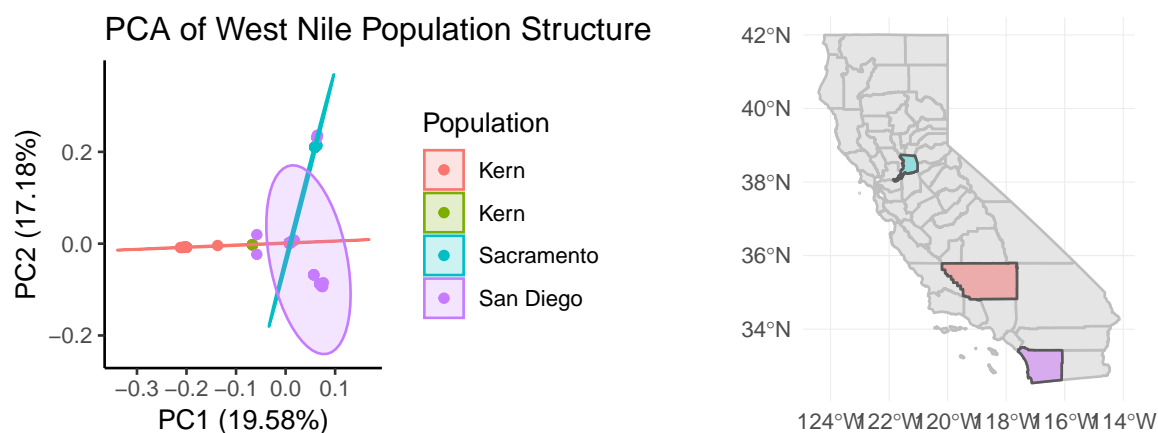 PCA of West Nile Population Structure
PC2 (17.18%)
0.2
0.0
−0.2
−0.3 −0.2 −0.1 0.0 0.1
PC1 (19.58%)
Population
Kern
Kern
Sacramento
San Diego
42°N
40°N
38°N
36°N
34°N
124°W 122°W 120°W 118°W 116°W 114°W